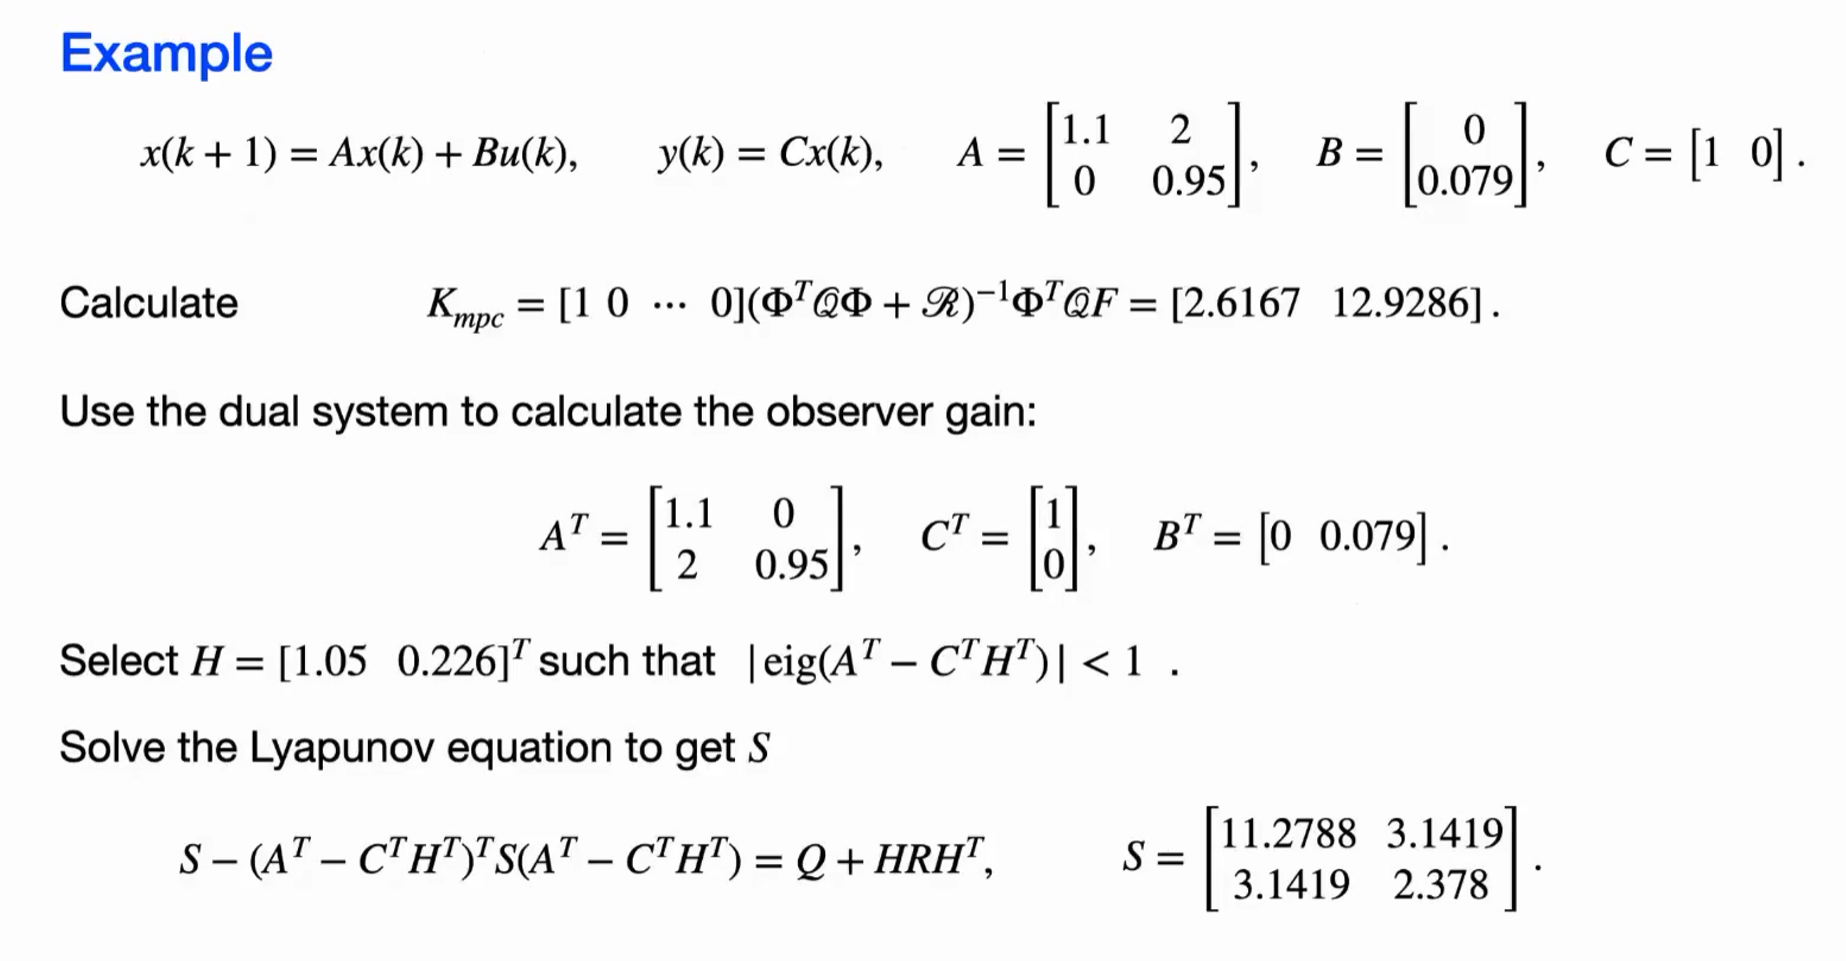 Example
x(k + 1) = Ax(k) + Bu(k), y(k) = Cx(k), A = [1.1 2; 0 0.95], B = [0; 0.079], C = [1 0] .
Calculate K_mpc = [1 0 ⋯ 0](Φ^T𝒬Φ + ℛ)^−1Φ^T𝒬F = [2.6167 12.9286] .
Use the dual system to calculate the observer gain:
A^T = [1.1 0; 2 0.95], C^T = [1; 0], B^T = [0 0.079] .
Select H = [1.05 0.226]^T such that |eig(A^T − C^T H^T)| < 1 .
Solve the Lyapunov equation to get S
S − (A^T − C^T H^T)^T S(A^T − C^T H^T) = Q + HRH^T, S = [11.2788 3.1419; 3.1419 2.378] .